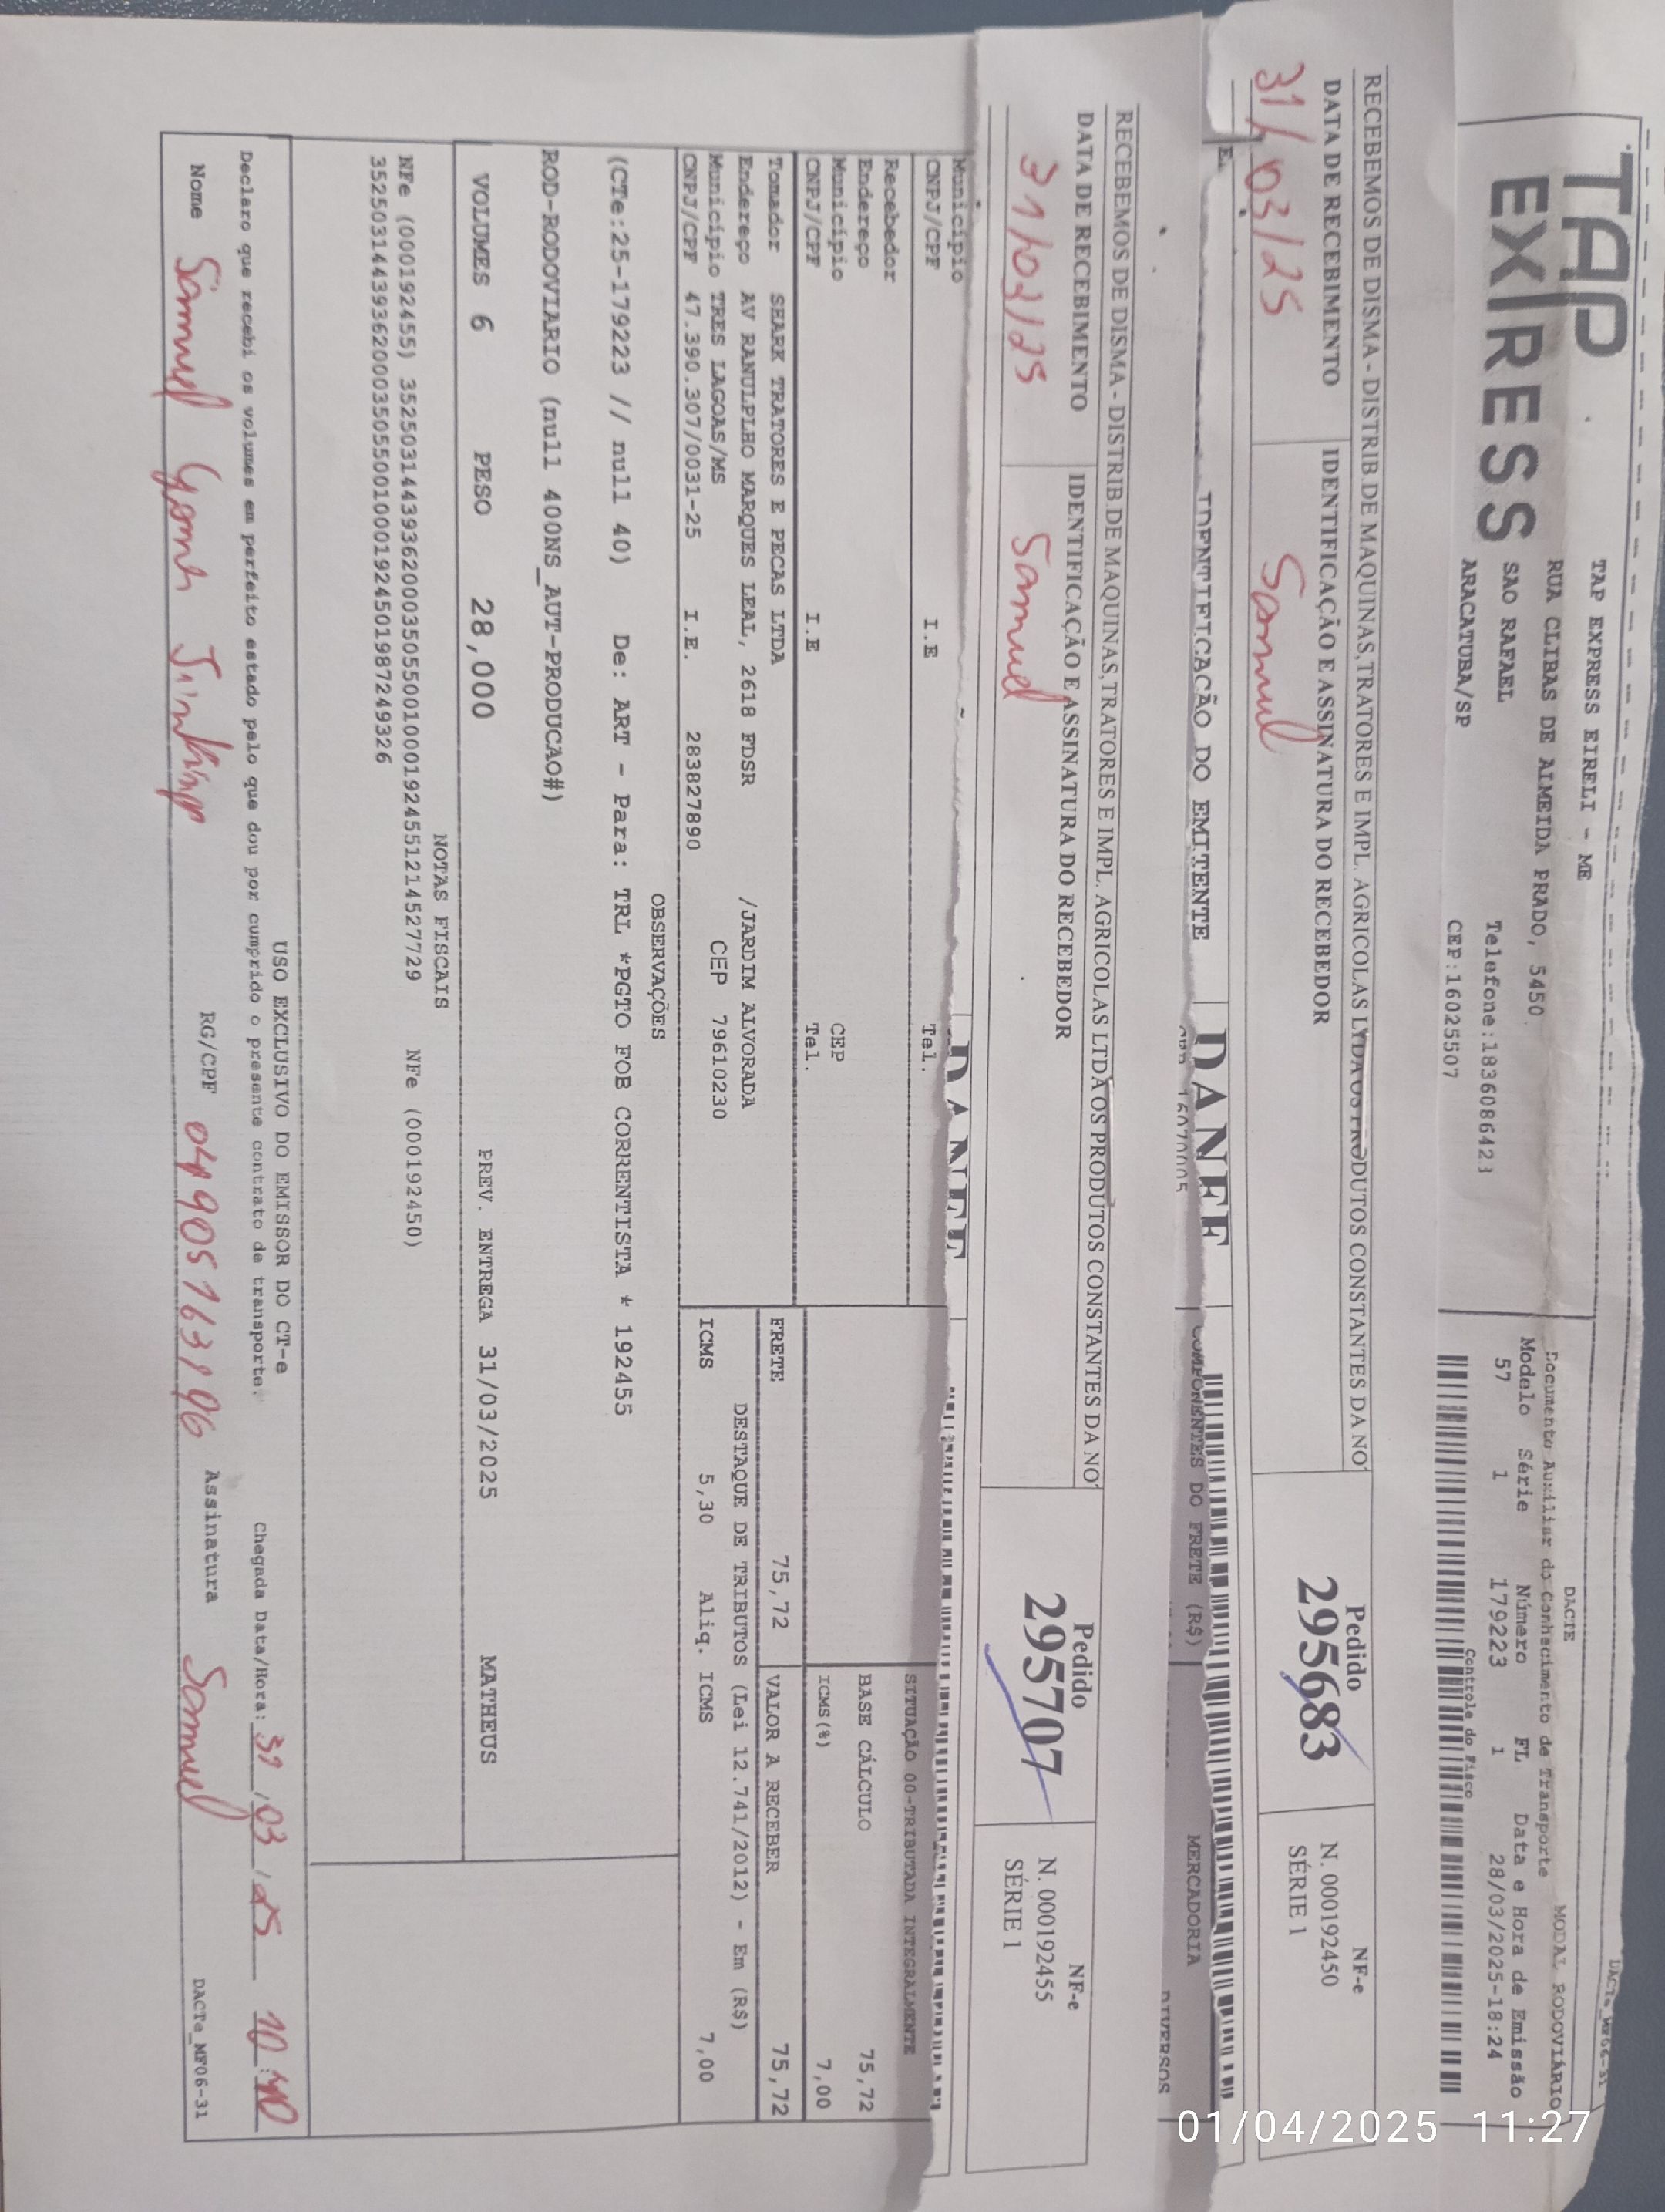 TAP
EXPRESS
TAP EXPRESS EIRELI - ME
RUA CLIBAS DE ALMEIDA PRADO, 5450
SAO RAFAEL
Telefone:1836086421
ARACATUBA/SP
CEP:16025507
DACTE
Documento Auxiliar do Conhecimento de Transporte
MODAL RODOVIÁRIO
Modelo Série Número FL Data e Hora de Emissão
57 1 179223 1 28/03/2025-18:24
Controle do Fisco
RECEBEMOS DE DISMA - DISTRIB DE MAQUINAS,TRATORES E IMPL. AGRICOLAS LTDA OS PRODUTOS CONSTANTES DA NO
DATA DE RECEBIMENTO
IDENTIFICAÇÃO E ASSINATURA DO RECEBEDOR
31/03/25
Samuel
Pedido
295683
NF-e
N. 000192450
SÉRIE 1
IDENTIFICAÇÃO DO EMITENTE
DANFE
COMPONENTES DO FRETE (R$)
MERCADORIA
DIVERSOS
RECEBEMOS DE DISMA - DISTRIB DE MAQUINAS,TRATORES E IMPL. AGRICOLAS LTDA OS PRODUTOS CONSTANTES DA NO
DATA DE RECEBIMENTO
IDENTIFICAÇÃO E ASSINATURA DO RECEBEDOR
31/03/25
Samuel
Pedido
295707
NF-e
N. 000192455
SÉRIE 1
DANFE
Município
CNPJ/CPF I.E Tel.
Recebedor
Endereço
Município CEP
CNPJ/CPF I.E Tel.
SITUAÇÃO 00-TRIBUTADA INTEGRALMENTE
BASE CÁLCULO 75,72
ICMS(%) 7,00
Tomador SEARK TRATORES E PECAS LTDA
FRETE 75,72 VALOR A RECEBER 75,72
Endereço AV RANULPLHO MARQUES LEAL, 2618 FDSR /JARDIM ALVORADA
Município TRES LAGOAS/MS CEP 79610230
CNPJ/CPF 47.390.307/0031-25 I.E. 283827890
DESTAQUE DE TRIBUTOS (Lei 12.741/2012) - Em (R$)
ICMS 5,30 Aliq. ICMS 7,00
OBSERVAÇÕES
(CTe:25-179223 // null 40) De: ART - Para: TRL *PGTO FOB CORRENTISTA * 192455
ROD-RODOVIARIO (null 400NS_AUT-PRODUCAO#)
VOLUMES 6 PESO 28,000 PREV. ENTREGA 31/03/2025 MATHEUS
NOTAS FISCAIS
NFe (000192455) 35250314439362000350550010001924551214527729 NFe (000192450)
35250314439362000350550010001924501987249326
USO EXCLUSIVO DO EMISSOR DO CT-e
Declaro que recebi os volumes em perfeito estado pelo que dou por cumprido o presente contrato de transporte.
Chegada Data/Hora: 31 / 03 / 25 10:40
Nome Samuel RG/CPF 04990576396 Assinatura Samuel
DACTe_MF06-31
01/04/2025 11:27